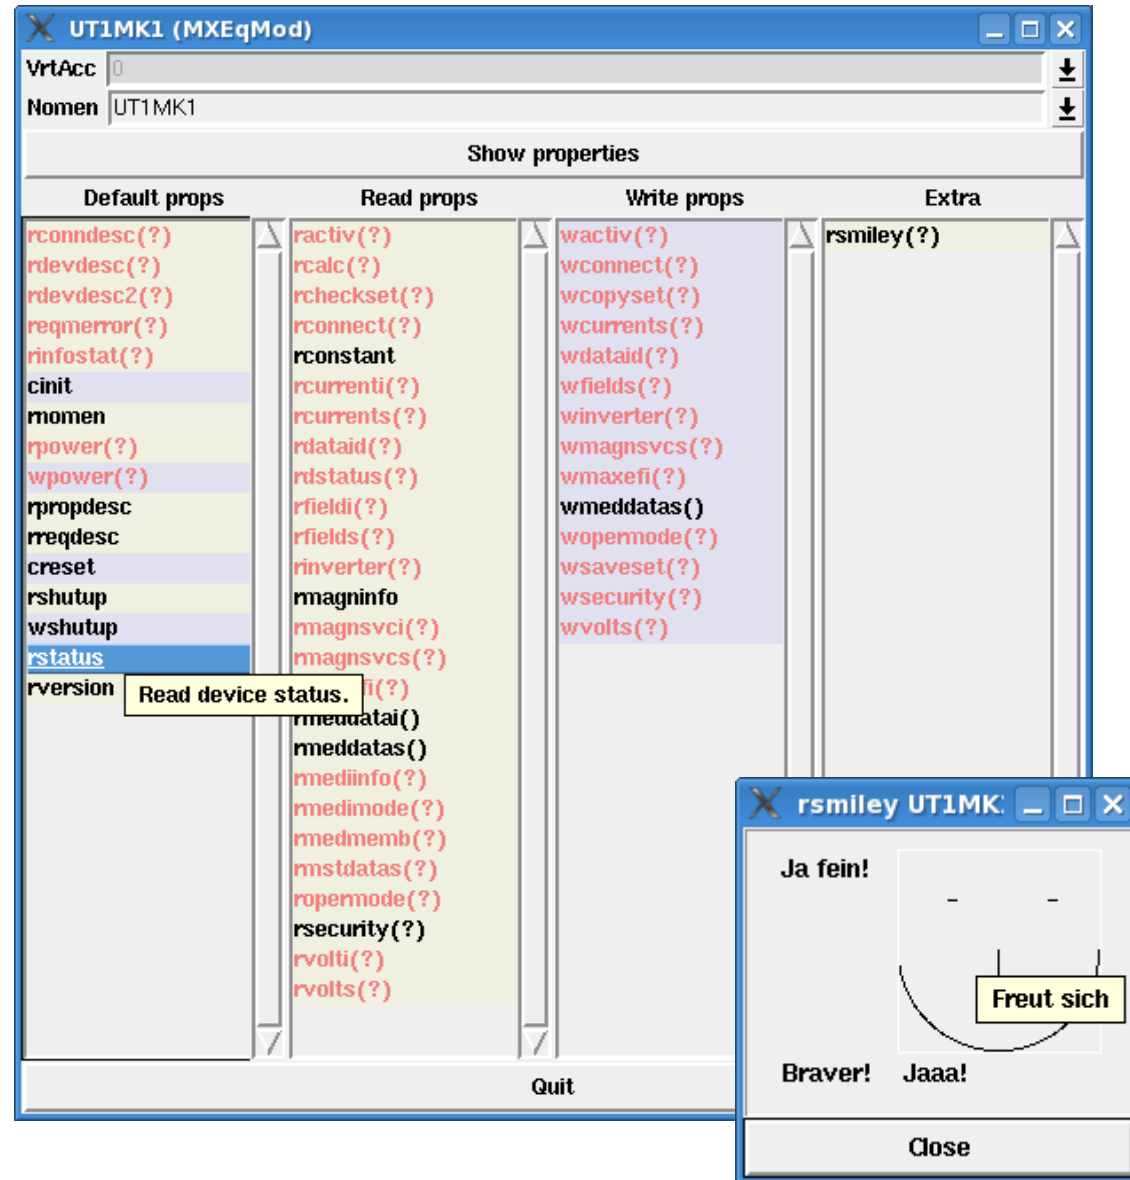 UT1MK1 (MXEqMod)
VrtAcc 0
Nomen UT1MK1
Show properties
Default props
rconndesc(?)
rdevdesc(?)
rdevdesc2(?)
reqmerror(?)
rinfostat(?)
cinit
rnomen
rpower(?)
wpower(?)
rpropdesc
rreqdesc
creset
rshutup
wshutup
rstatus
rversion
Read device status.
Read props
ractiv(?)
rcalc(?)
rcheckset(?)
rconnect(?)
rconstant
rcurrenti(?)
rcurrents(?)
rdataid(?)
rdstatus(?)
rfieldi(?)
rfields(?)
rinverter(?)
rmagninfo
rmagnsvci(?)
rmagnsvcs(?)
fi(?)
rmeddatai()
rmeddatas()
rmediinfo(?)
rmedimode(?)
rmedmemb(?)
rmstdatas(?)
ropermode(?)
rsecurity(?)
rvolti(?)
rvolts(?)
Write props
wactiv(?)
wconnect(?)
wcopyset(?)
wcurrents(?)
wdataid(?)
wfields(?)
winverter(?)
wmagnsvcs(?)
wmaxefi(?)
wmeddatas()
wopermode(?)
wsaveset(?)
wsecurity(?)
wvolts(?)
Extra
rsmiley(?)
Quit
rsmiley UT1MK
Ja fein!
Freut sich
Braver! Jaaa!
Close